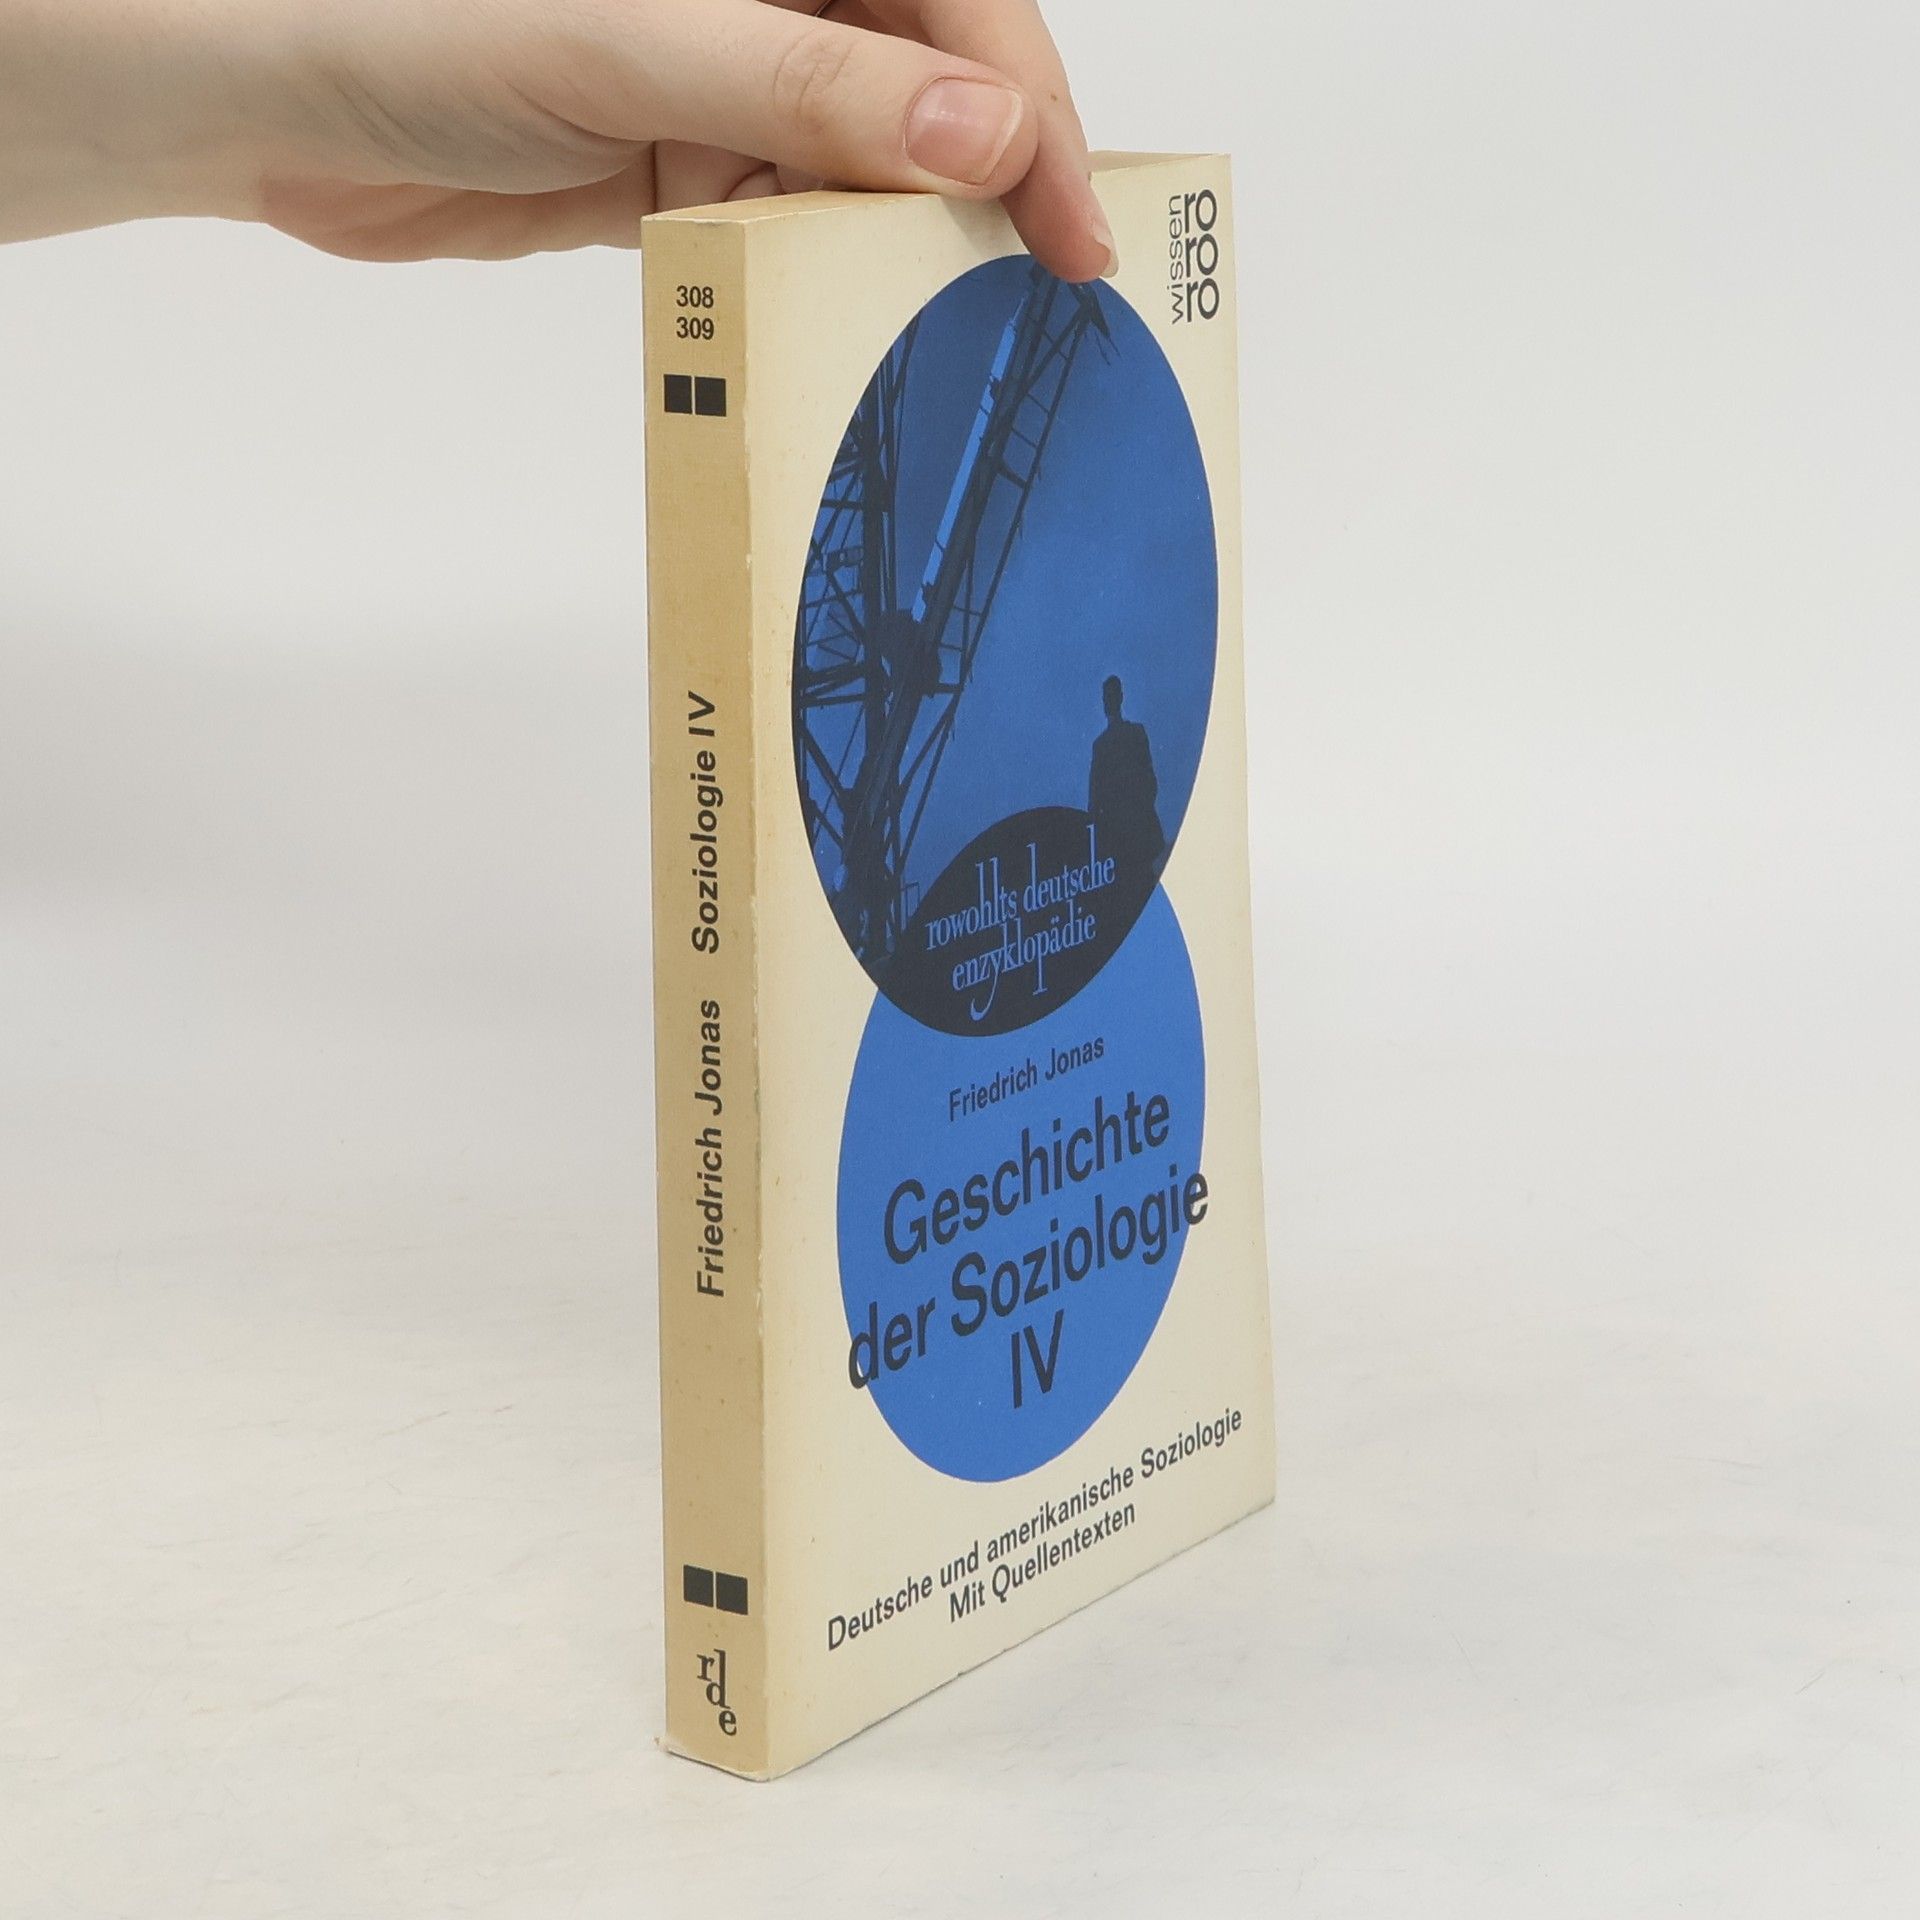 308
309
Friedrich Jonas Soziologie IV
rde
wissen
ro
ro
ro
rowohlts deutsche
enzyklopädie
Friedrich Jonas
Geschichte
der Soziologie
IV
Deutsche und amerikanische Soziologie
Mit Quellentexten